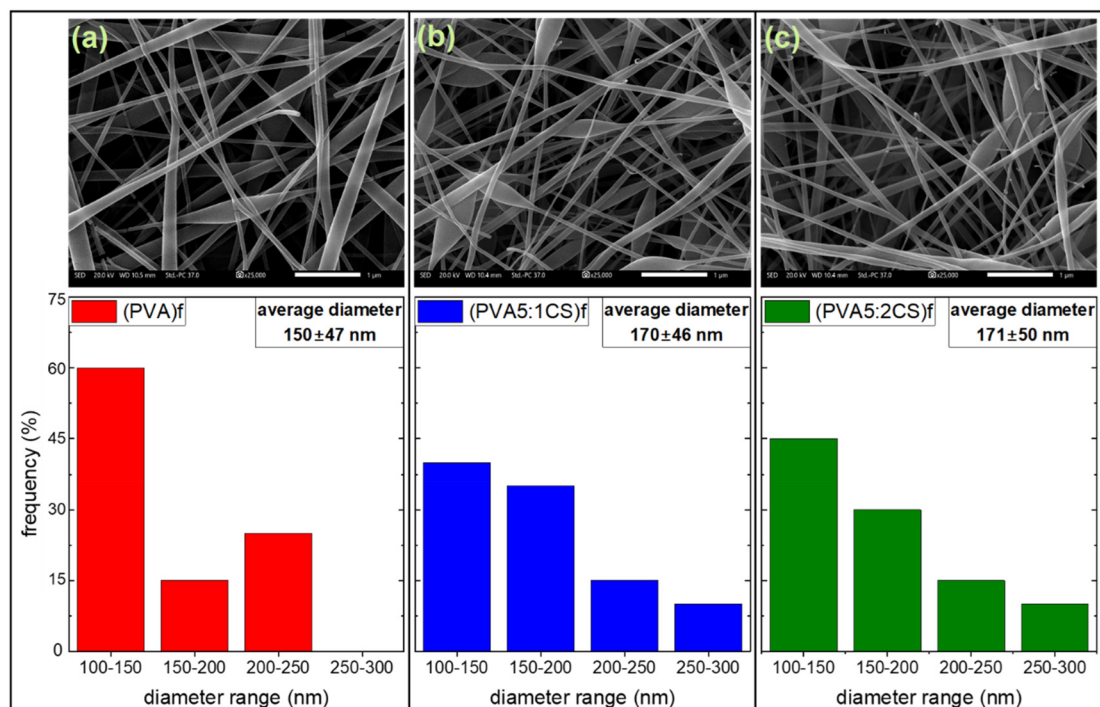 (a)
SED 20.0 kV WD 10.5 mm Std.-PC 37.0 x25,000 1 μm
(b)
SED 20.0 kV WD 10.4 mm Std.-PC 37.0 x25,000 1 μm
(c)
SED 20.0 kV WD 10.4 mm Std.-PC 37.0 x25,000 1 μm
(PVA)f
average diameter
150±47 nm
(PVA5:1CS)f
average diameter
170±46 nm
(PVA5:2CS)f
average diameter
171±50 nm
75
60
45
30
15
0
frequency (%)
100-150 150-200 200-250 250-300
diameter range (nm)
100-150 150-200 200-250 250-300
diameter range (nm)
100-150 150-200 200-250 250-300
diameter range (nm)